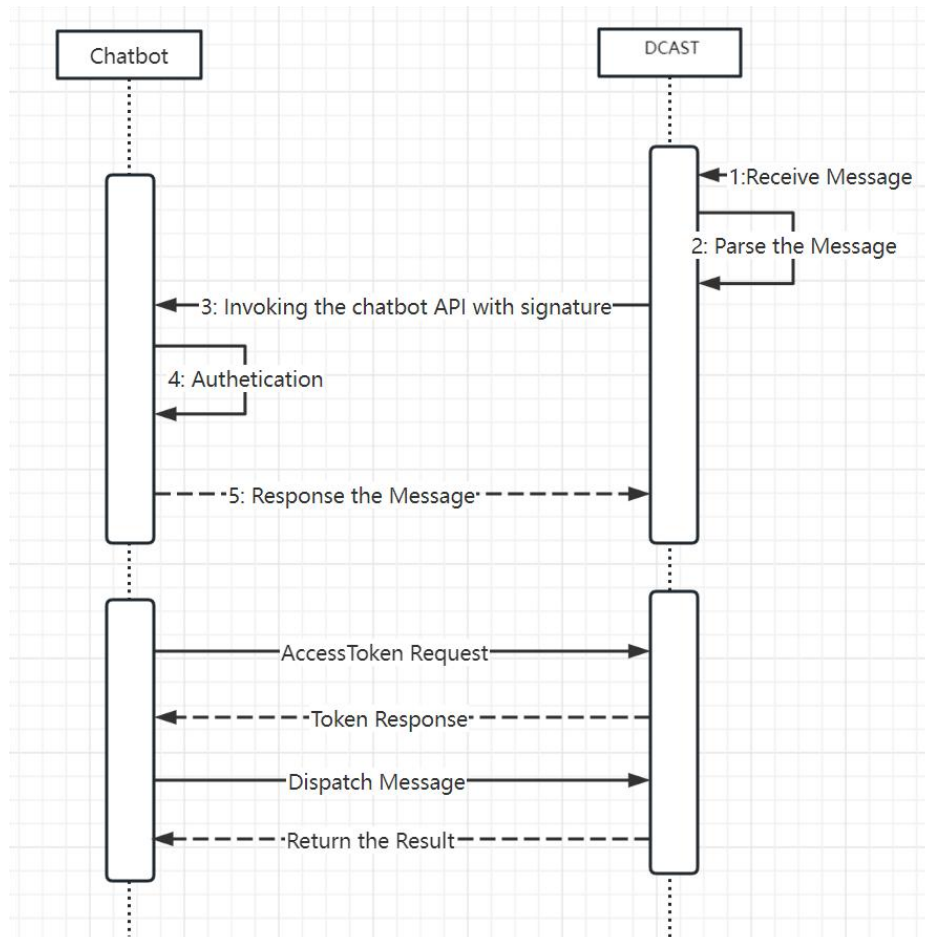 Chatbot
DCAST
1:Receive Message
2: Parse the Message
3: Invoking the chatbot API with signature
4: Authetication
5: Response the Message
AccessToken Request
Token Response
Dispatch Message
Return the Result